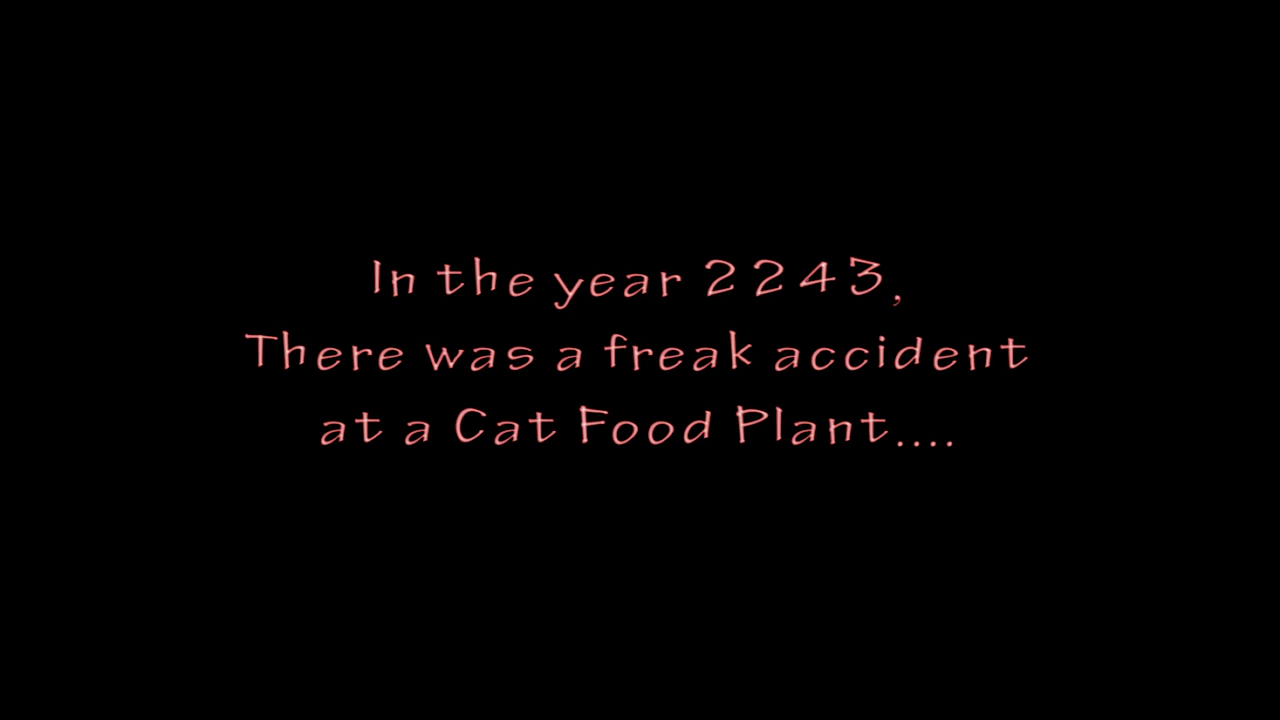 In the year 2243,
There was a freak accident
at a Cat Food Plant....